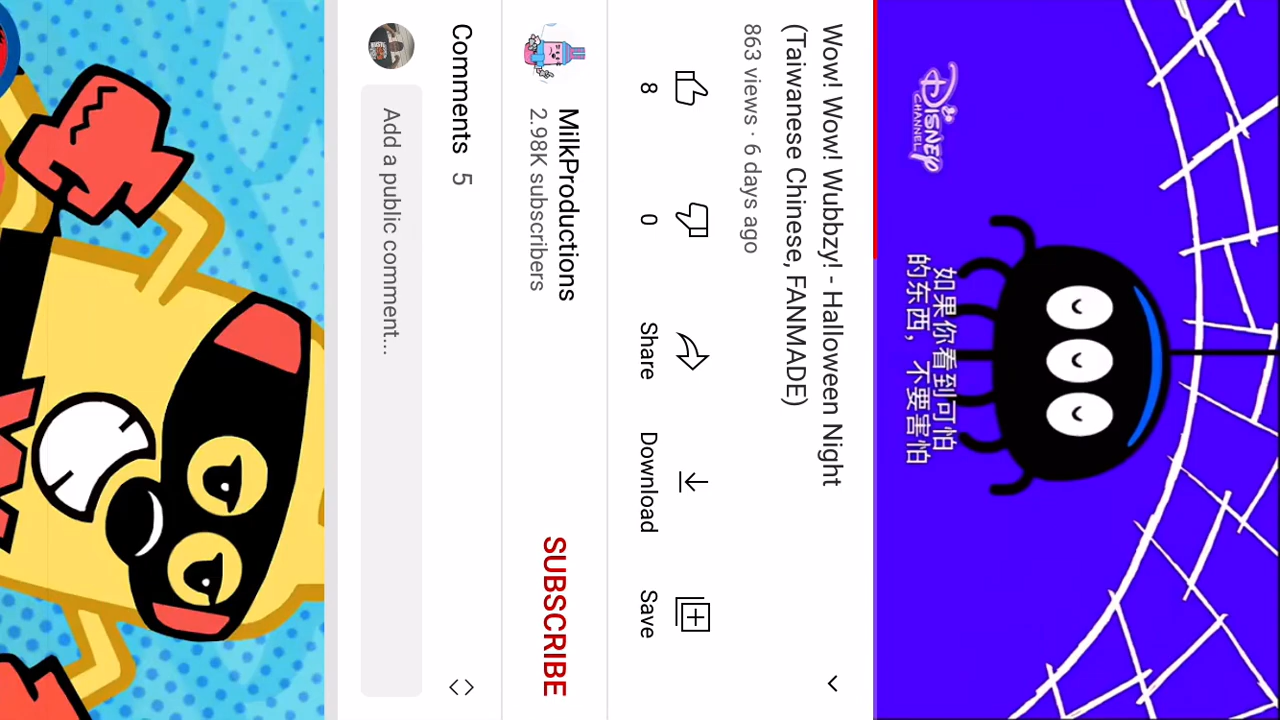 Disney
CHANNEL
如果你看到可怕
的东西，不要害怕
Wow! Wow! Wubbzy! - Halloween Night
(Taiwanese Chinese, FANMADE)
863 views · 6 days ago
8
0
Share
Download
Save
MilkProductions
2.98K subscribers
SUBSCRIBE
Comments 5
Add a public comment...